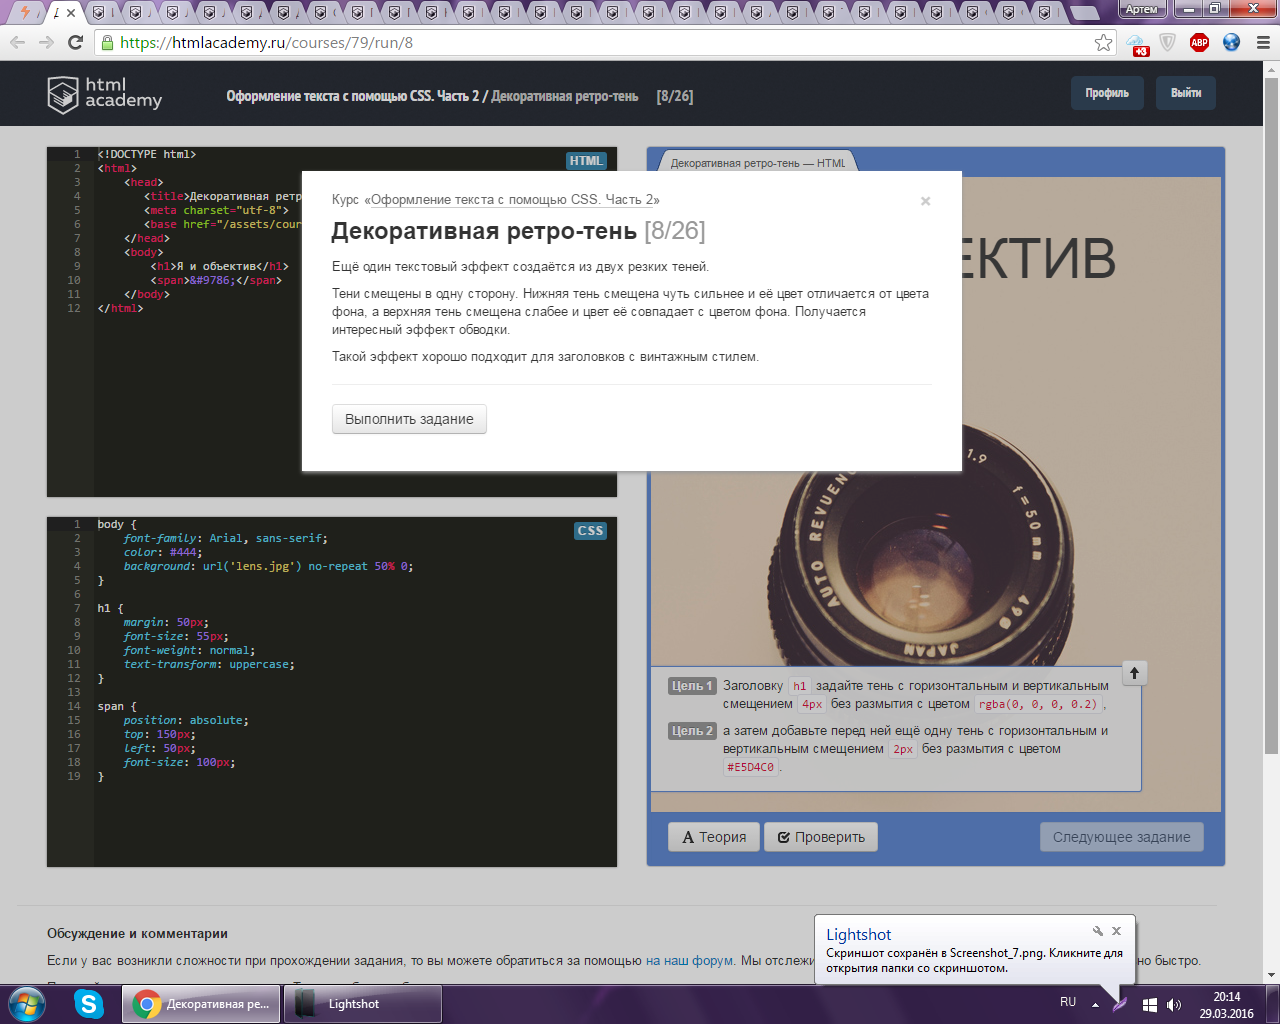 Артем
https://htmlacademy.ru/courses/79/run/8
+3
ABP
html
academy
Оформление текста с помощью CSS. Часть 2 / Декоративная ретро-тень [8/26]
Профиль
Выйти
HTML
1 <!DOCTYPE html>
2 <html>
3 <head>
4 <title>Декоративная ретр
5 <meta charset="utf-8">
6 <base href="/assets/cour
7 </head>
8 <body>
9 <h1>Я и объектив</h1>
10 <span>&#9786;</span>
11 </body>
12 </html>
Курс «Оформление текста с помощью CSS. Часть 2»
×
Декоративная ретро-тень [8/26]
Ещё один текстовый эффект создаётся из двух резких теней.
Тени смещены в одну сторону. Нижняя тень смещена чуть сильнее и её цвет отличается от цвета
фона, а верхняя тень смещена слабее и цвет её совпадает с цветом фона. Получается
интересный эффект обводки.
Такой эффект хорошо подходит для заголовков с винтажным стилем.
Выполнить задание
CSS
1 body {
2 font-family: Arial, sans-serif;
3 color: #444;
4 background: url('lens.jpg') no-repeat 50% 0;
5 }
6
7 h1 {
8 margin: 50px;
9 font-size: 55px;
10 font-weight: normal;
11 text-transform: uppercase;
12 }
13
14 span {
15 position: absolute;
16 top: 150px;
17 left: 50px;
18 font-size: 100px;
19 }
Декоративная ретро-тень — HTML
ЕКТИВ
AUTO REVUENO
1.9
f=50mm
49Ø
JAPAN
Цель 1 Заголовку h1 задайте тень с горизонтальным и вертикальным
смещением 4px без размытия с цветом rgba(0, 0, 0, 0.2),
Цель 2 а затем добавьте перед ней ещё одну тень с горизонтальным и
вертикальным смещением 2px без размытия с цветом
#E5D4C0.
Теория
Проверить
Следующее задание
Обсуждение и комментарии
Если у вас возникли сложности при прохождении задания, то вы можете обратиться за помощью на наш форум. Мы отслежи
но быстро.
Lightshot
Скриншот сохранён в Screenshot_7.png. Кликните для
открытия папки со скриншотом.
Декоративная ре...
Lightshot
RU
20:14
29.03.2016